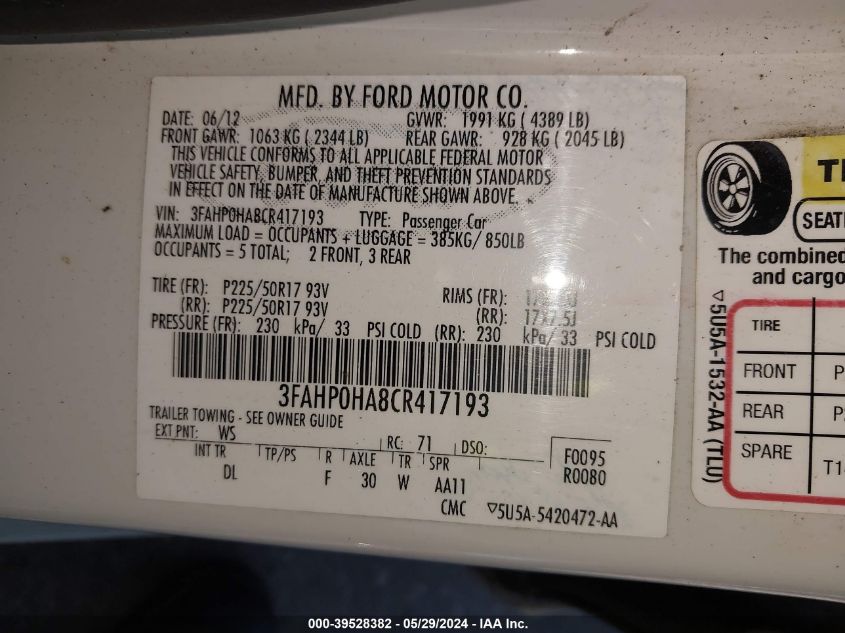 MFD. BY FORD MOTOR CO.
DATE: 06/12 GVWR: 1991 KG ( 4389 LB)
FRONT GAWR: 1063 KG ( 2344 LB) REAR GAWR: 928 KG ( 2045 LB)
THIS VEHICLE CONFORMS TO ALL APPLICABLE FEDERAL MOTOR
VEHICLE SAFETY, BUMPER, AND THEFT PREVENTION STANDARDS
IN EFFECT ON THE DATE OF MANUFACTURE SHOWN ABOVE.
VIN: 3FAHP0HA8CR417193 TYPE: Passenger Car
MAXIMUM LOAD = OCCUPANTS + LUGGAGE = 385KG/ 850LB
OCCUPANTS = 5 TOTAL; 2 FRONT, 3 REAR
TIRE (FR): P225/50R17 93V RIMS (FR):
(RR): P225/50R17 93V (RR): 17X7.5J
PRESSURE (FR): 230 kPa/ 33 PSI COLD (RR): 230 kPa/ 33 PSI COLD
3FAHP0HA8CR417193
TRAILER TOWING - SEE OWNER GUIDE
EXT PNT: WS RC: 71 DSO: F0095
INT TR TP/PS R AXLE TR SPR R0080
DL F 30 W AA11
CMC ▽5U5A-5420472-AA
▽5U5A-1532-AA (TLU)
The combined
and cargo
TIRE
FRONT
REAR
SPARE
000-39528382 - 05/29/2024 - IAAI Inc.